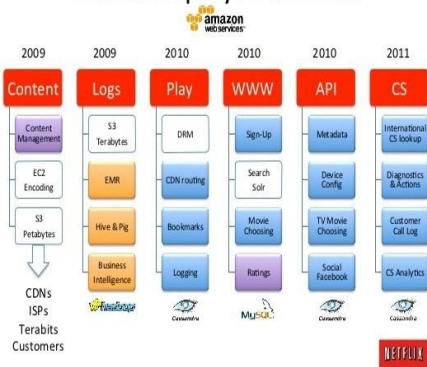 amazon
webservices
2009 2009 2010 2010 2010 2011
Content Logs Play WWW API CS
Content
Management
EC2
Encoding
S3
Petabytes
CDNs
ISPs
Terabits
Customers
S3
Terabytes
EMR
Hive & Pig
Business
Intelligence
DRM
CDN routing
Bookmarks
Logging
Cassandra
Sign-Up
Search
Solr
Movie
Choosing
Ratings
MySQL
Metadata
Device
Config
TV Movie
Choosing
Social
Facebook
Cassandra
International
CS lookup
Diagnostics
& Actions
Customer
Call Log
CS Analytics
Cassandra
NETFLIX